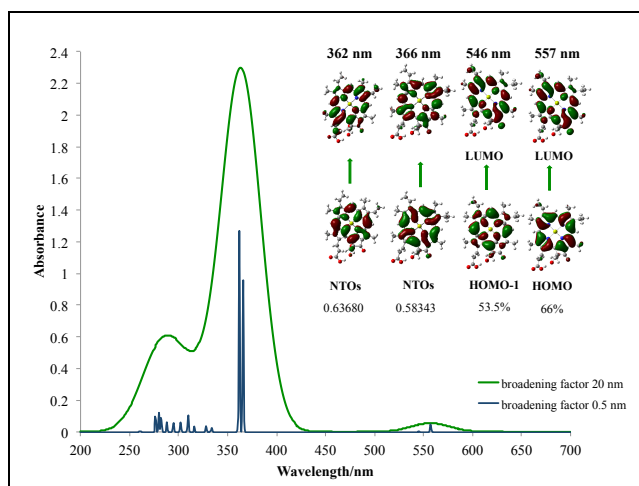 362 nm 366 nm 546 nm 557 nm
LUMO LUMO
NTOs NTOs HOMO-1 HOMO
0.63680 0.58343 53.5% 66%
2.4
2.2
2
1.8
1.6
1.4
1.2
1
0.8
0.6
0.4
0.2
0
Absorbance
broadening factor 20 nm
broadening factor 0.5 nm
200 250 300 350 400 450 500 550 600 650 700
Wavelength/nm